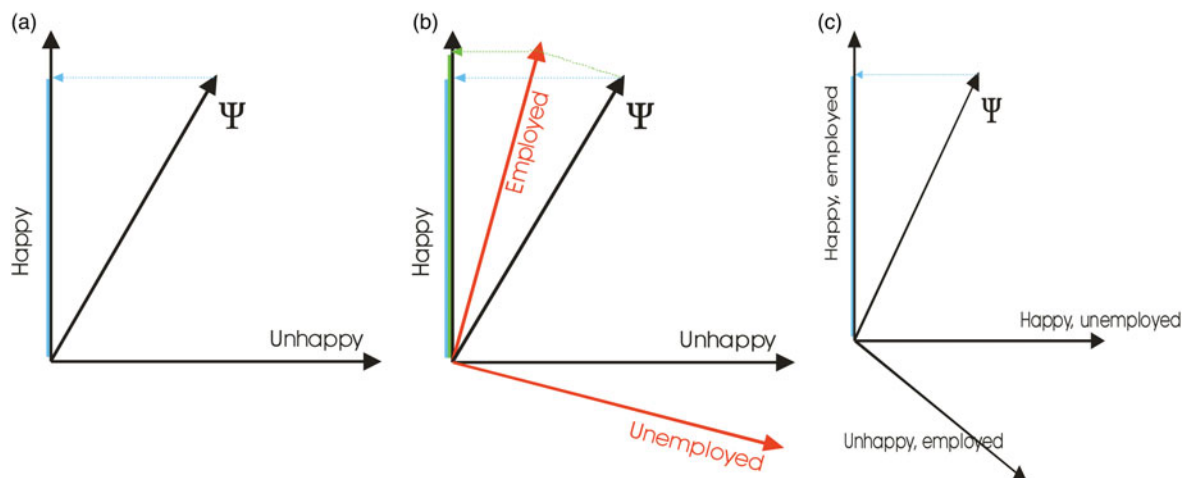 (a)
Happy
Ψ
Unhappy
(b)
Happy
Employed
Ψ
Unhappy
Unemployed
(c)
Happy, employed
Ψ
Happy, unemployed
Unhappy, employed